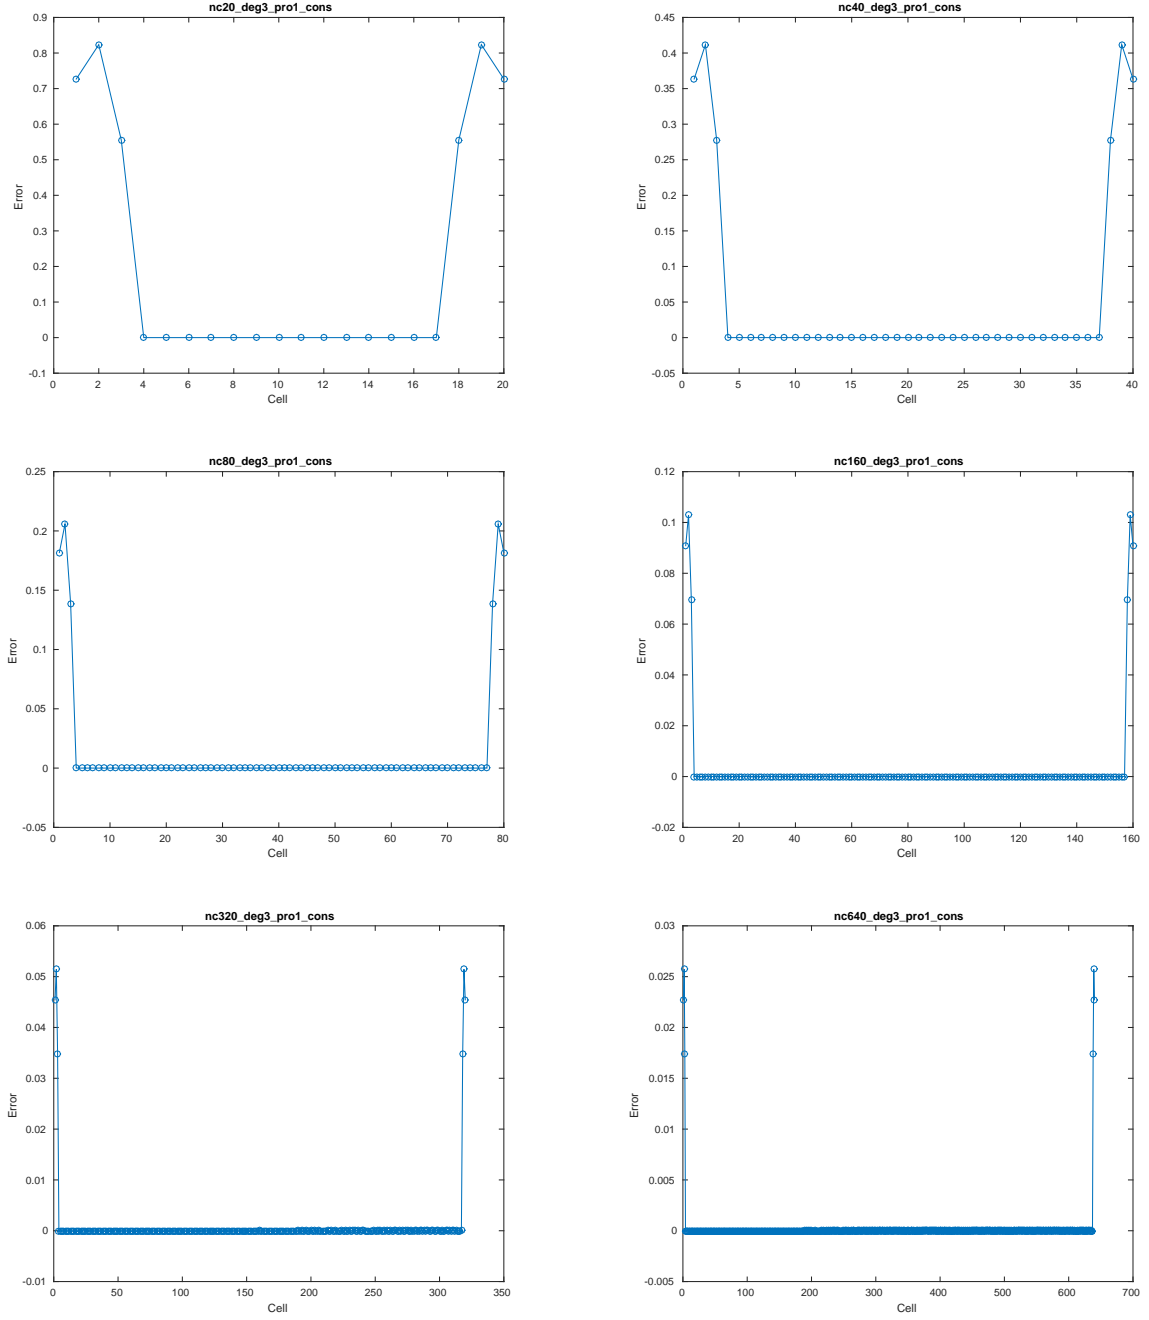 nc20_deg3_pro1_cons
0.9
0.8
0.7
0.6
0.5
0.4
0.3
0.2
0.1
0
-0.1
Error
0 2 4 6 8 10 12 14 16 18 20
Cell
nc40_deg3_pro1_cons
0.45
0.4
0.35
0.3
0.25
0.2
0.15
0.1
0.05
0
-0.05
Error
0 5 10 15 20 25 30 35 40
Cell
nc80_deg3_pro1_cons
0.25
0.2
0.15
0.1
0.05
0
-0.05
Error
0 10 20 30 40 50 60 70 80
Cell
nc160_deg3_pro1_cons
0.12
0.1
0.08
0.06
0.04
0.02
0
-0.02
Error
0 20 40 60 80 100 120 140 160
Cell
nc320_deg3_pro1_cons
0.06
0.05
0.04
0.03
0.02
0.01
0
-0.01
Error
0 50 100 150 200 250 300 350
Cell
nc640_deg3_pro1_cons
0.03
0.025
0.02
0.015
0.01
0.005
0
-0.005
Error
0 100 200 300 400 500 600 700
Cell